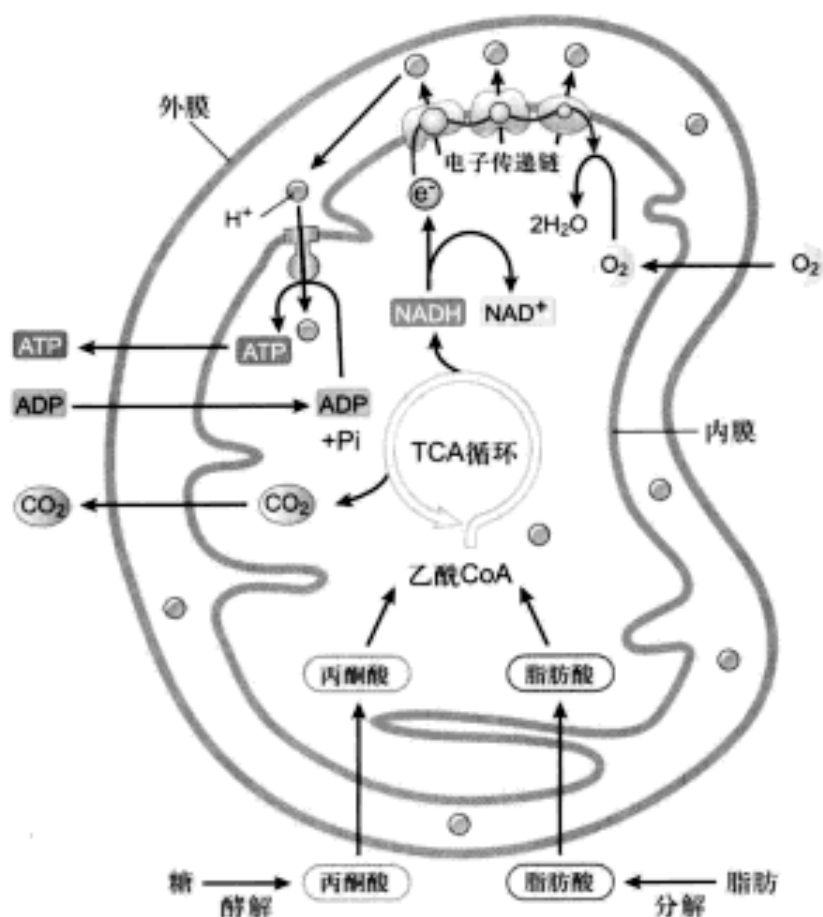 外膜
电子传递链
e⁻
H⁺
2H₂O
O₂
O₂
NADH
NAD⁺
ATP
ATP
ADP
ADP
+Pi
TCA循环
内膜
CO₂
CO₂
乙酰CoA
丙酮酸
脂肪酸
糖
酵解
丙酮酸
脂肪酸
分解
脂肪